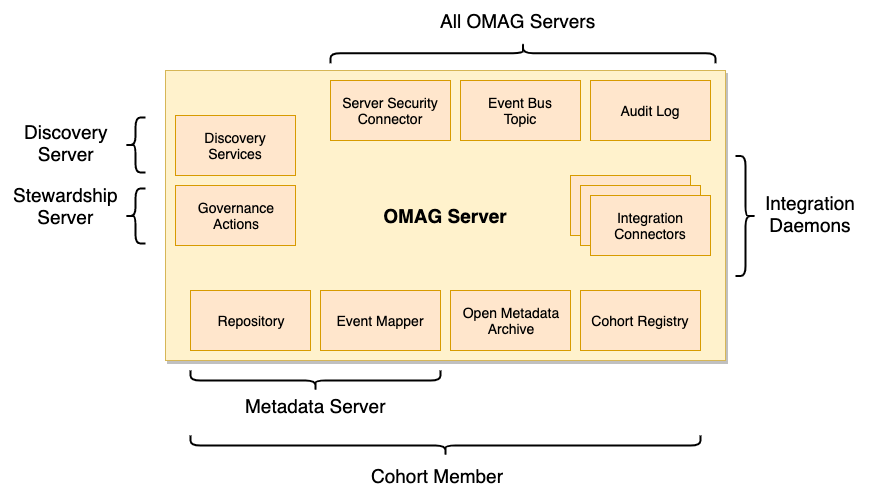 All OMAG Servers
Server Security
Connector
Event Bus
Topic
Audit Log
Discovery
Server
Discovery
Services
Stewardship
Server
Governance
Actions
OMAG Server
Integration
Connectors
Integration
Daemons
Repository
Event Mapper
Open Metadata
Archive
Cohort Registry
Metadata Server
Cohort Member